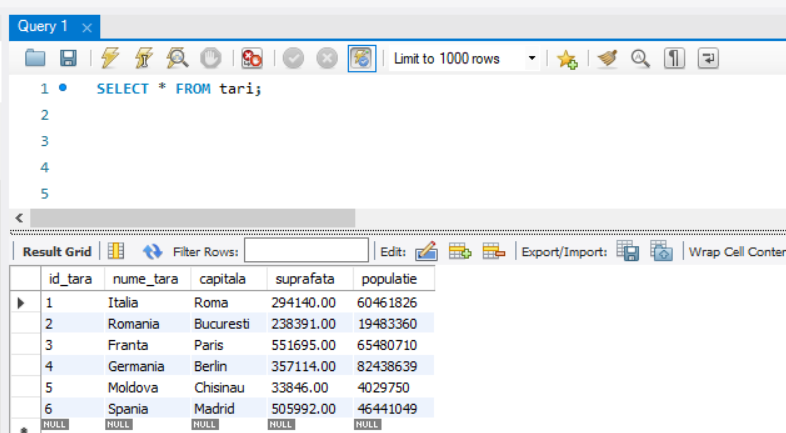 Query 1
Limit to 1000 rows
1 SELECT * FROM tari;
2
3
4
5
Result Grid Filter Rows: Edit: Export/Import: Wrap Cell Conter
id_tara nume_tara capitala suprafata populatie
1 Italia Roma 294140.00 60461826
2 Romania Bucuresti 238391.00 19483360
3 Franta Paris 551695.00 65480710
4 Germania Berlin 357114.00 82438639
5 Moldova Chisinau 33846.00 4029750
6 Spania Madrid 505992.00 46441049
NULL NULL NULL NULL NULL